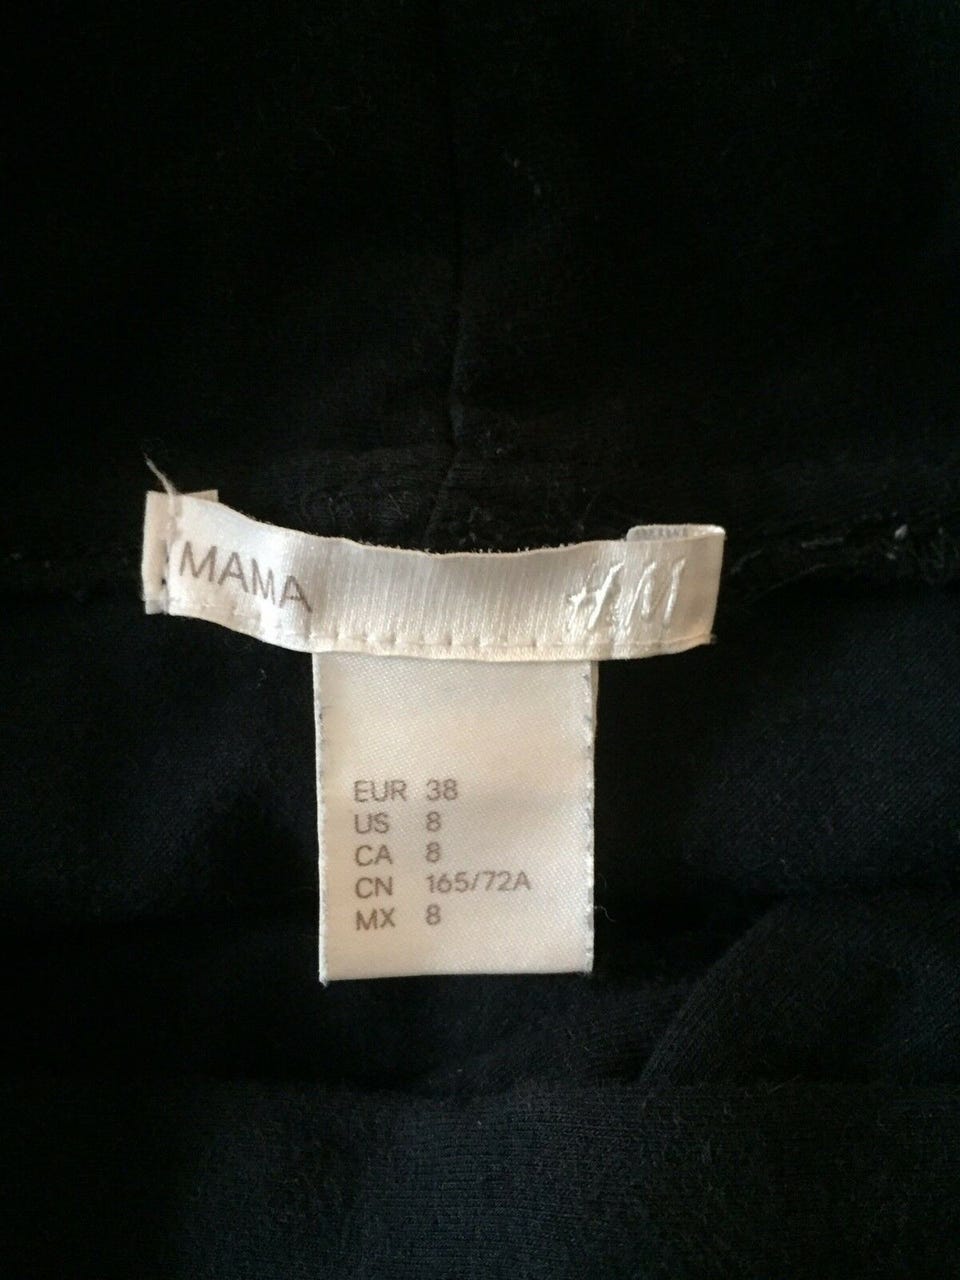 MAMA H&M
EUR 38
US 8
CA 8
CN 165/72A
MX 8